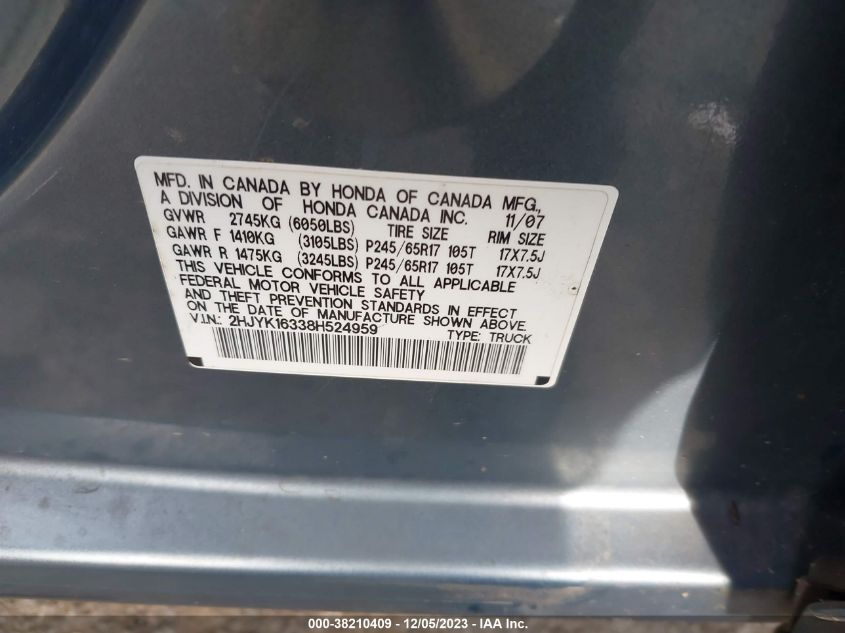 MFD. IN CANADA BY HONDA OF CANADA MFG.,
A DIVISION OF HONDA CANADA INC. 11/07
GVWR 2745KG (6050LBS) TIRE SIZE RIM SIZE
GAWR F 1410KG (3105LBS) P245/65R17 105T 17X7.5J
GAWR R 1475KG (3245LBS) P245/65R17 105T 17X7.5J
THIS VEHICLE CONFORMS TO ALL APPLICABLE
FEDERAL MOTOR VEHICLE SAFETY
AND THEFT PREVENTION STANDARDS IN EFFECT
ON THE DATE OF MANUFACTURE SHOWN ABOVE.
V.I.N.: 2HJYK16338H524959 TYPE: TRUCK
000-38210409 - 12/05/2023 - IAA Inc.